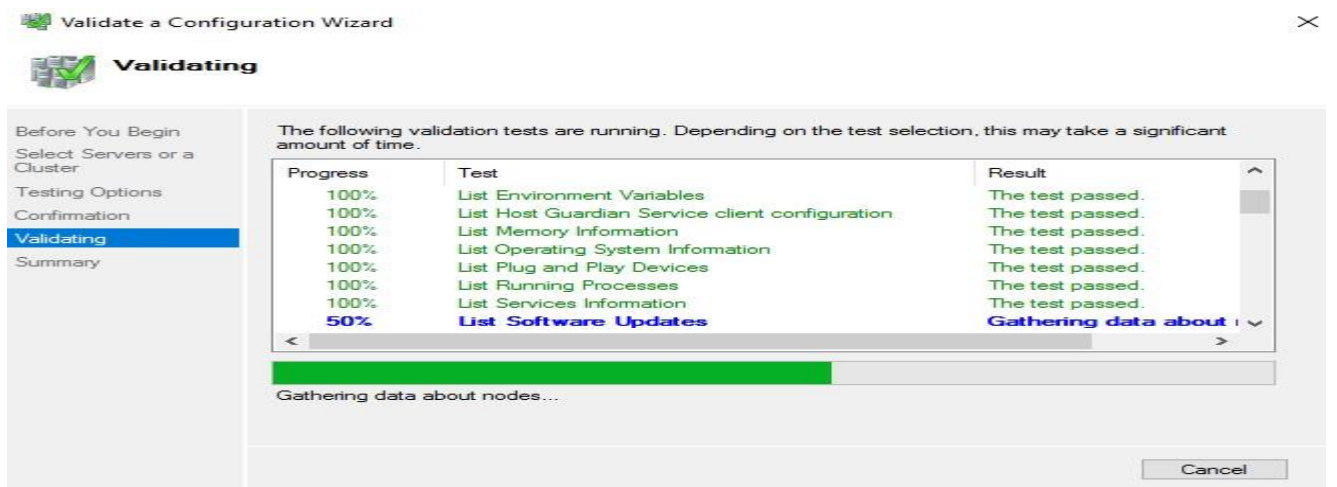 Validate a Configuration Wizard
Validating
Before You Begin
Select Servers or a
Cluster
Testing Options
Confirmation
Validating
Summary
The following validation tests are running. Depending on the test selection, this may take a significant
amount of time.
Progress Test Result
100% List Environment Variables The test passed.
100% List Host Guardian Service client configuration The test passed.
100% List Memory Information The test passed.
100% List Operating System Information The test passed.
100% List Plug and Play Devices The test passed.
100% List Running Processes The test passed.
100% List Services Information The test passed.
50% List Software Updates Gathering data about
Gathering data about nodes...
Cancel